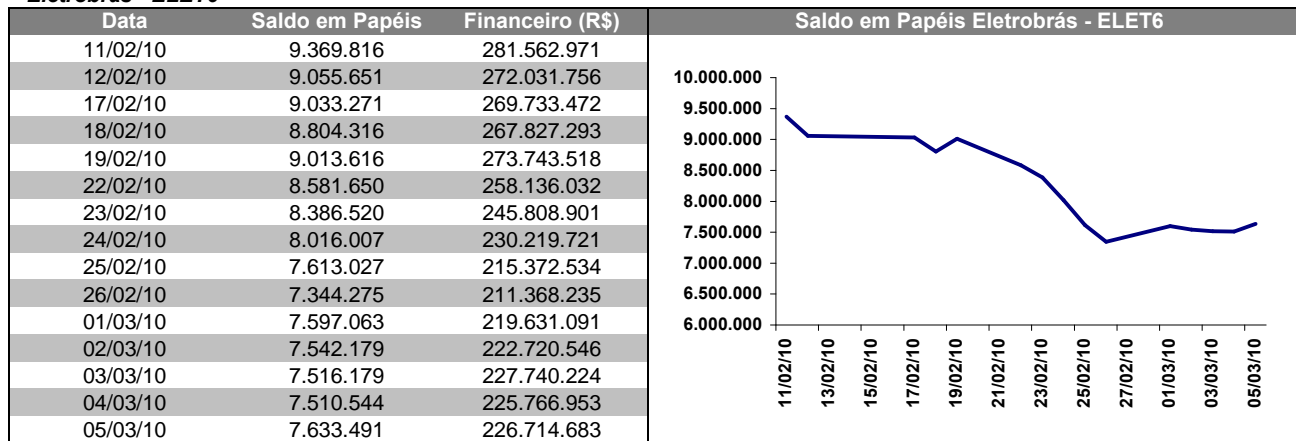 Data Saldo em Papéis Financeiro (R$)
11/02/10 9.369.816 281.562.971
12/02/10 9.055.651 272.031.756
17/02/10 9.033.271 269.733.472
18/02/10 8.804.316 267.827.293
19/02/10 9.013.616 273.743.518
22/02/10 8.581.650 258.136.032
23/02/10 8.386.520 245.808.901
24/02/10 8.016.007 230.219.721
25/02/10 7.613.027 215.372.534
26/02/10 7.344.275 211.368.235
01/03/10 7.597.063 219.631.091
02/03/10 7.542.179 222.720.546
03/03/10 7.516.179 227.740.224
04/03/10 7.510.544 225.766.953
05/03/10 7.633.491 226.714.683
Saldo em Papéis Eletrobrás - ELET6
10.000.000
9.500.000
9.000.000
8.500.000
8.000.000
7.500.000
7.000.000
6.500.000
6.000.000
11/02/10
13/02/10
15/02/10
17/02/10
19/02/10
21/02/10
23/02/10
25/02/10
27/02/10
01/03/10
03/03/10
05/03/10